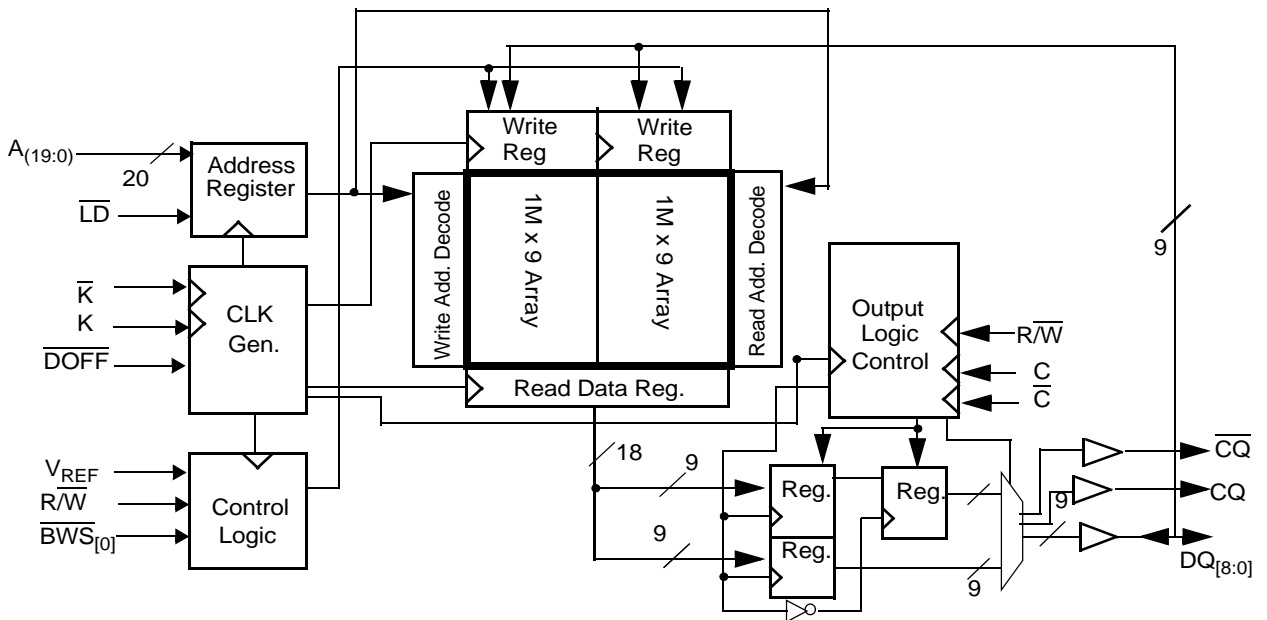 A(19:0)
20
LD
Address
Register
K
K
DOFF
CLK
Gen.
VREF
R/W
BWS[0]
Control
Logic
Write
Reg
Write
Reg
Write Add. Decode
1M x 9 Array
1M x 9 Array
Read Add. Decode
Read Data Reg.
Output
Logic
Control
R/W
C
C
9
18
9
9
Reg.
Reg.
Reg.
9
9
CQ
CQ
DQ[8:0]